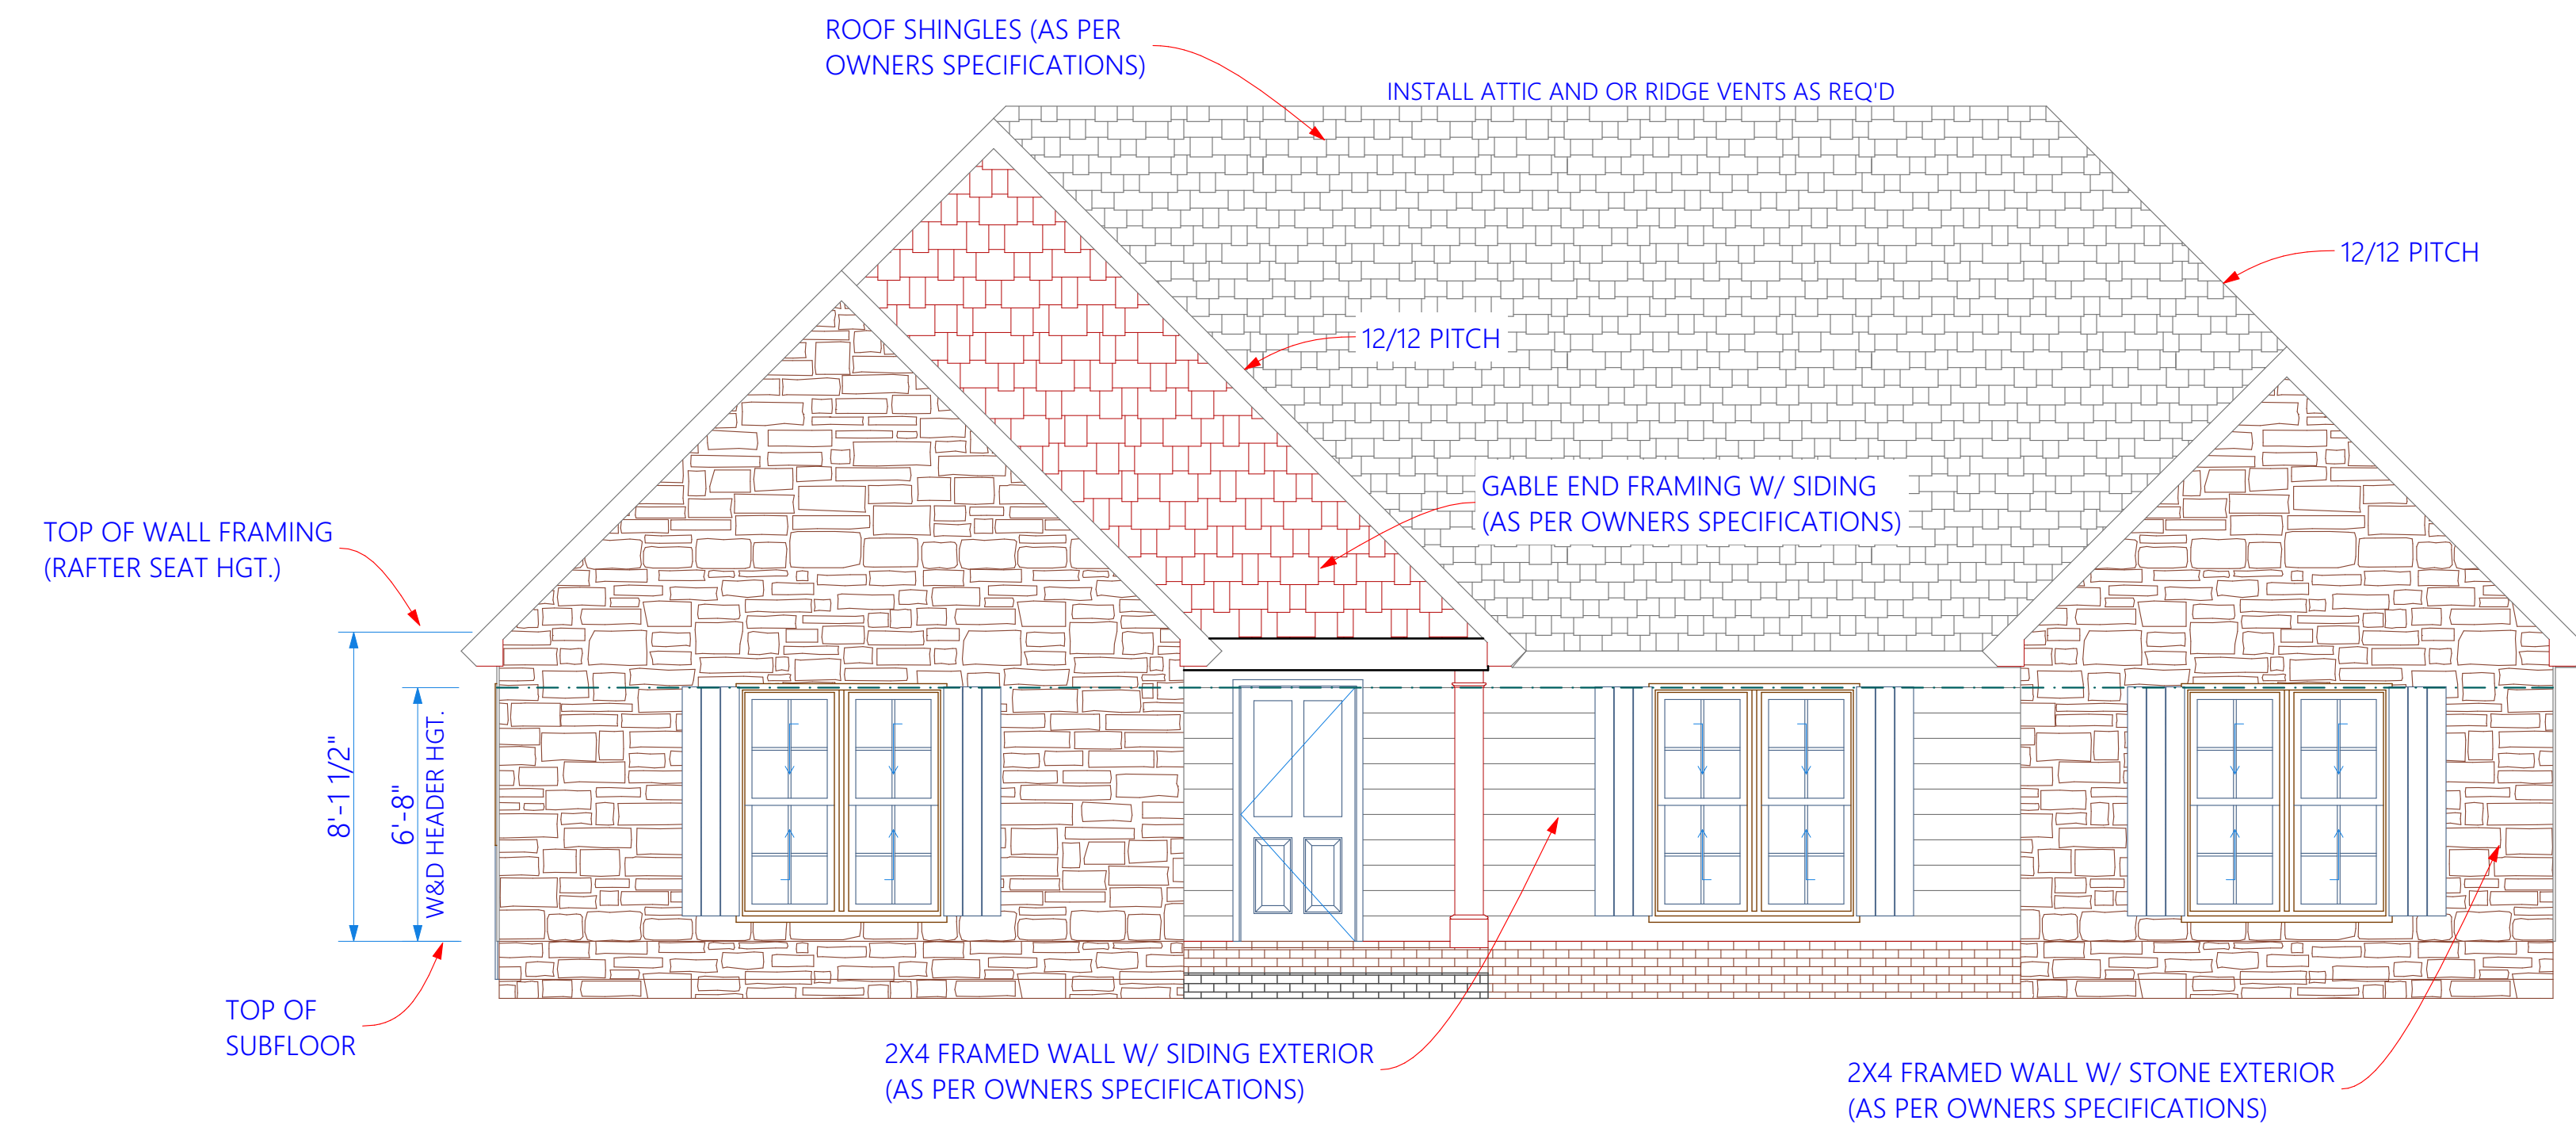 ROOF SHINGLES (AS PER
OWNERS SPECIFICATIONS)
INSTALL ATTIC AND OR RIDGE VENTS AS REQ'D
12/12 PITCH
12/12 PITCH
GABLE END FRAMING W/ SIDING
(AS PER OWNERS SPECIFICATIONS)
TOP OF WALL FRAMING
(RAFTER SEAT HGT.)
8'-1 1/2"
6'-8"
W&D HEADER HGT.
TOP OF
SUBFLOOR
2X4 FRAMED WALL W/ SIDING EXTERIOR
(AS PER OWNERS SPECIFICATIONS)
2X4 FRAMED WALL W/ STONE EXTERIOR
(AS PER OWNERS SPECIFICATIONS)